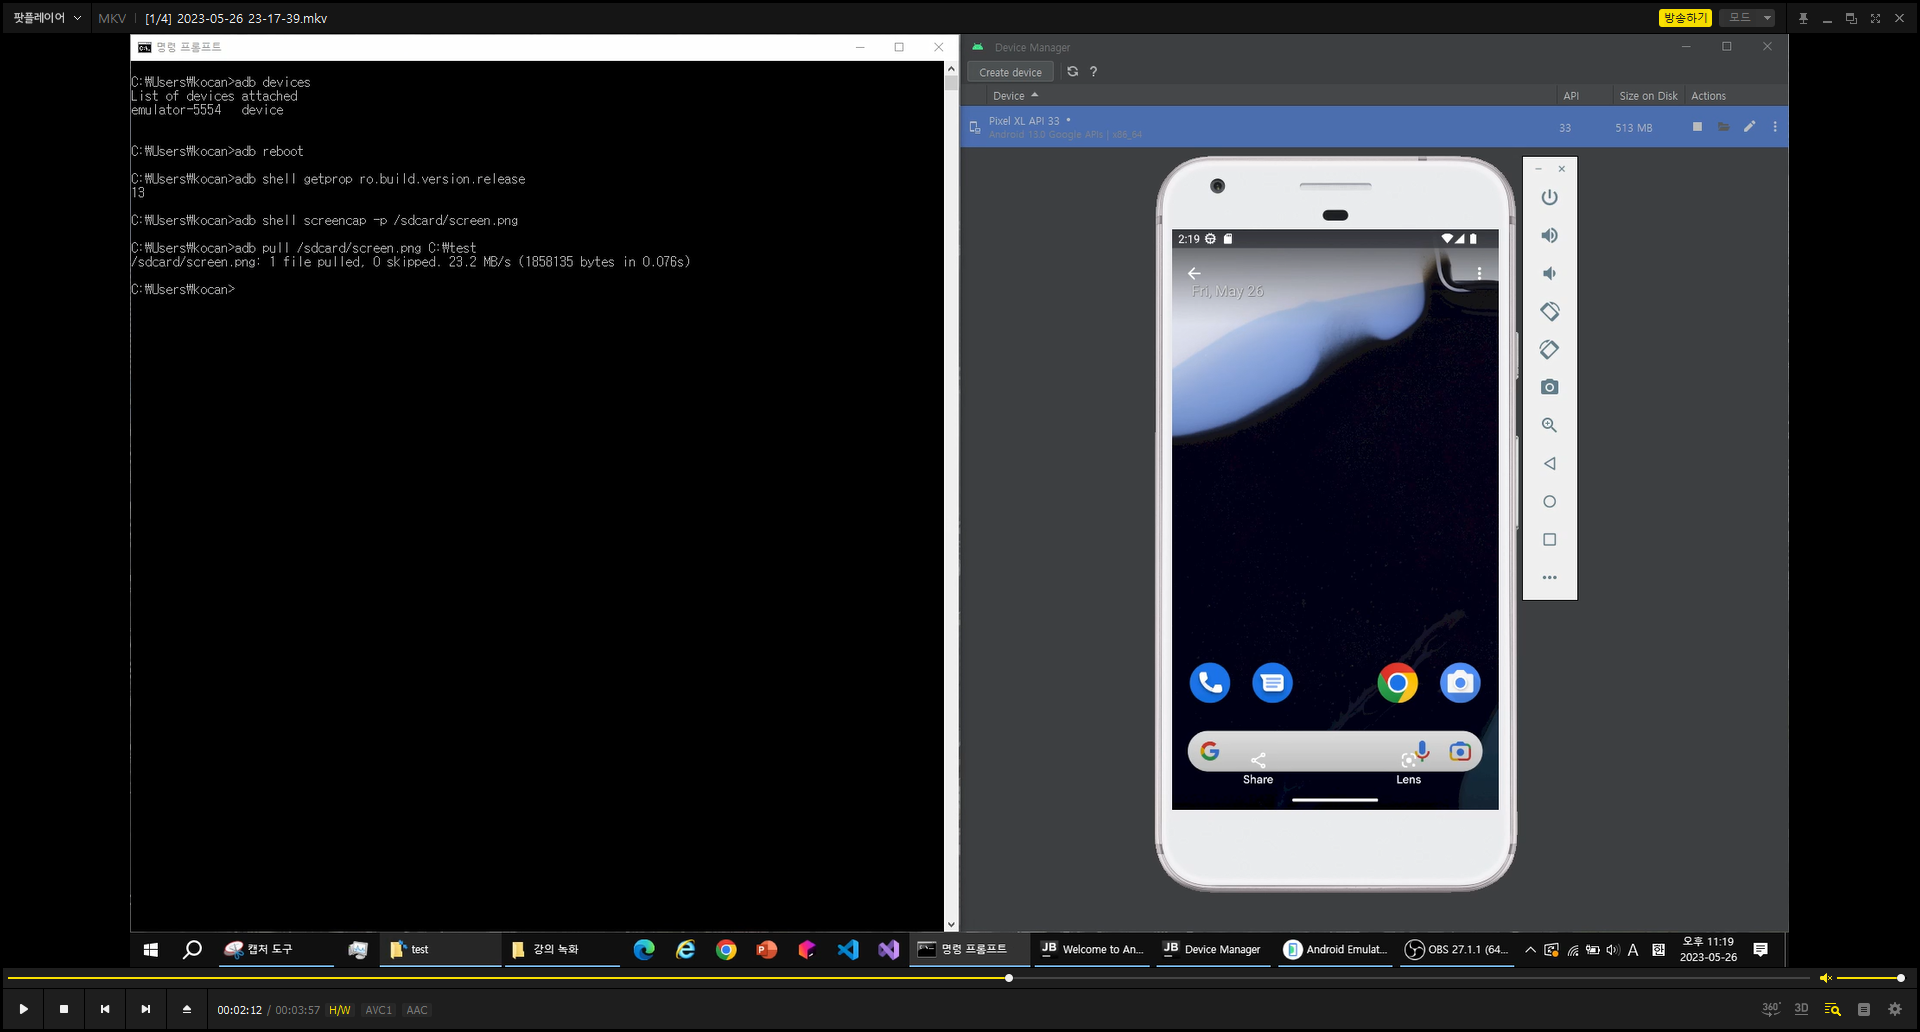 팟플레이어
MKV
[1/4] 2023-05-26 23-17-39.mkv
방송하기
모드
명령 프롬프트
C:\Users\kocan>adb devices
List of devices attached
emulator-5554 device
C:\Users\kocan>adb reboot
C:\Users\kocan>adb shell getprop ro.build.version.release
13
C:\Users\kocan>adb shell screencap -p /sdcard/screen.png
C:\Users\kocan>adb pull /sdcard/screen.png C:\test
/sdcard/screen.png: 1 file pulled, 0 skipped. 23.2 MB/s (1858135 bytes in 0.076s)
C:\Users\kocan>
Device Manager
Create device
?
Device
API
Size on Disk
Actions
Pixel XL API 33
Android 13.0 Google APIs | x86_64
33
513 MB
2:19
Fri, May 26
Share
Lens
캡처 도구
test
강의 녹화
명령 프롬프트
JB Welcome to An...
JB Device Manager
Android Emulat...
OBS 27.1.1 (64...
A
한
오후 11:19
2023-05-26
00:02:12 / 00:03:57
H/W
AVC1
AAC
360°
3D